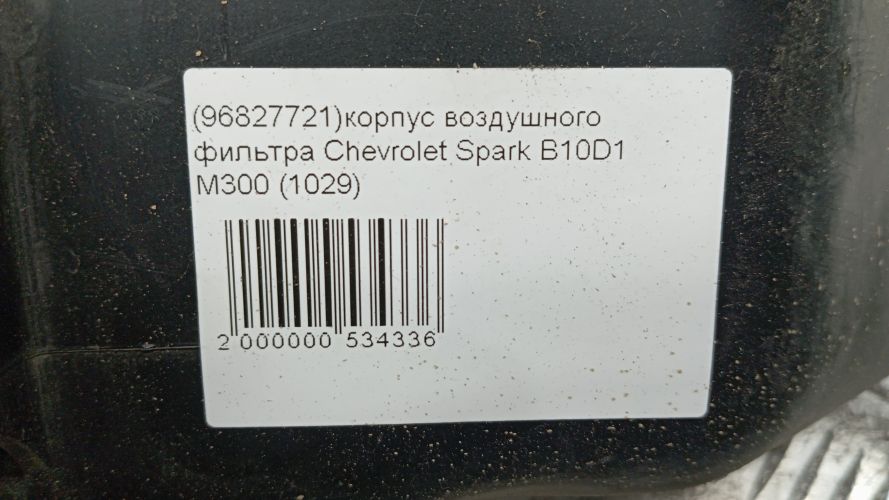 (96827721)корпус воздушного
фильтра Chevrolet Spark B10D1
M300 (1029)
2 000000 534336